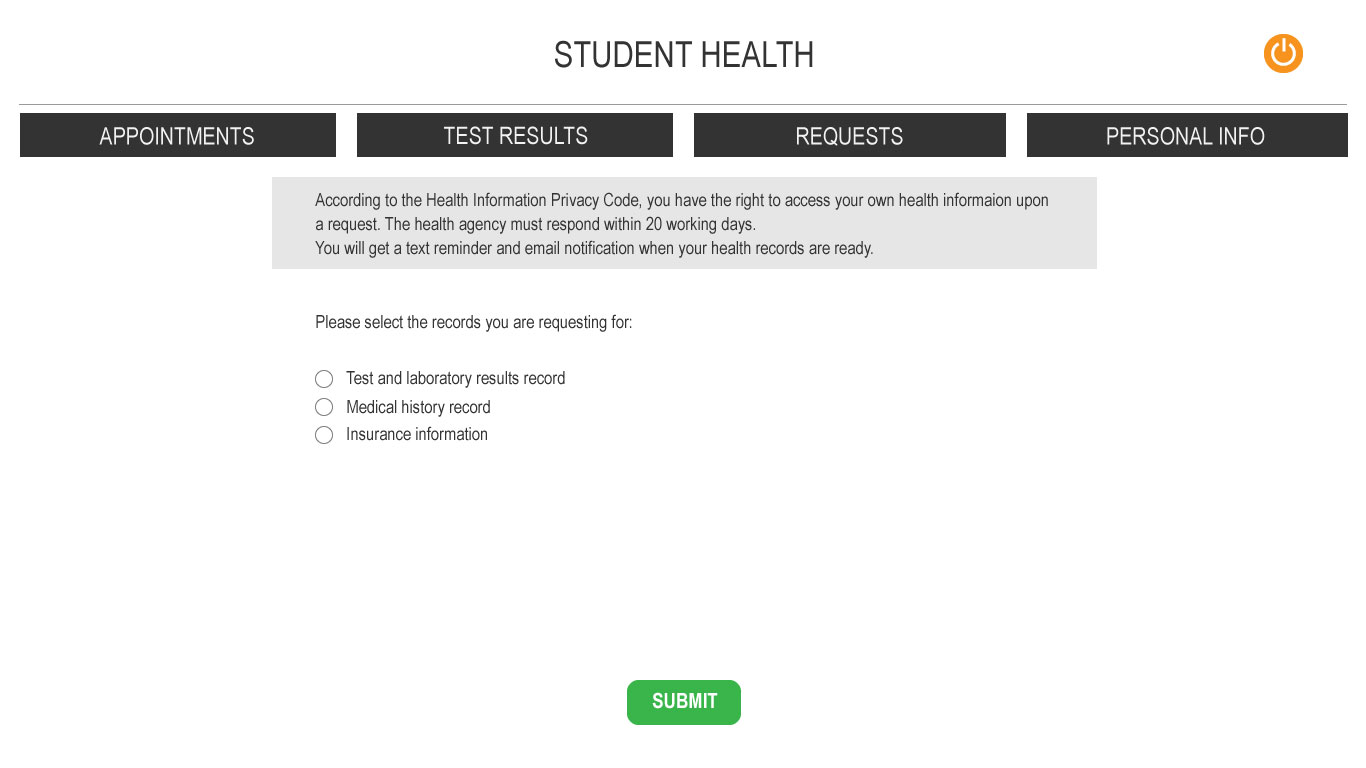 STUDENT HEALTH
APPOINTMENTS
TEST RESULTS
REQUESTS
PERSONAL INFO
According to the Health Information Privacy Code, you have the right to access your own health informaion upon
a request. The health agency must respond within 20 working days.
You will get a text reminder and email notification when your health records are ready.
Please select the records you are requesting for:
Test and laboratory results record
Medical history record
Insurance information
SUBMIT